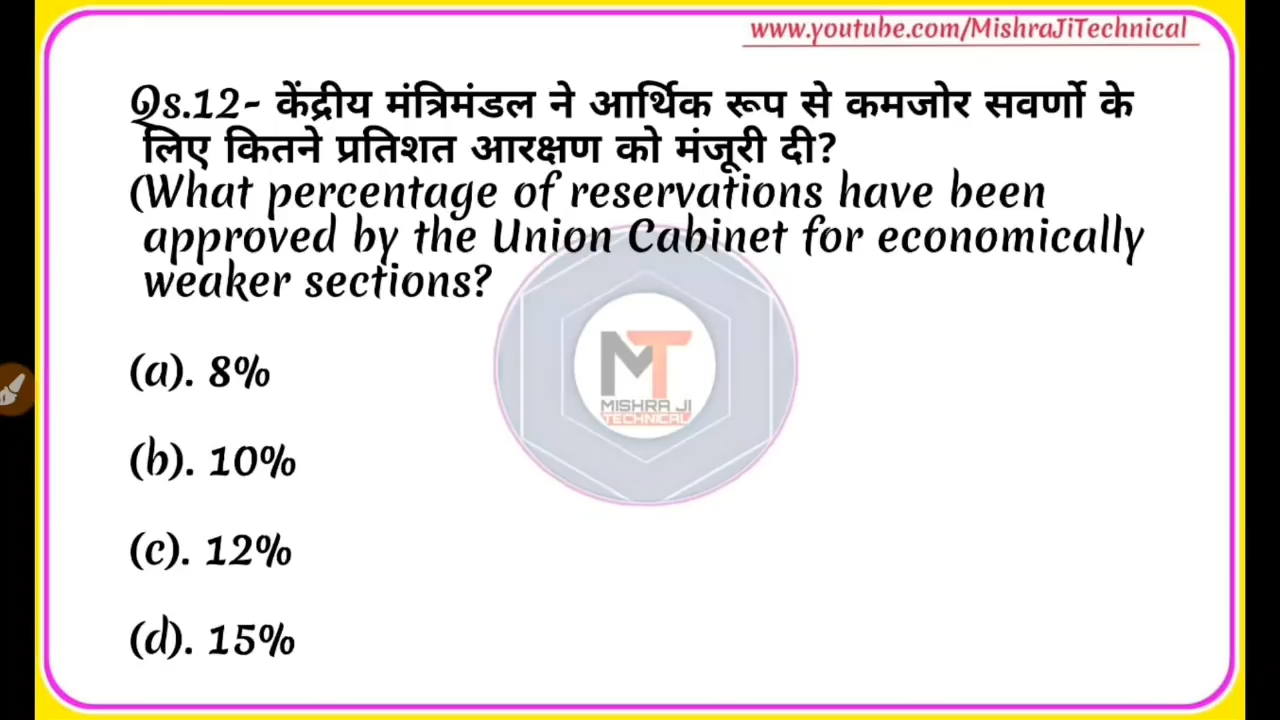 www.youtube.com/MishraJiTechnical
Qs.12- केंद्रीय मंत्रिमंडल ने आर्थिक रूप से कमजोर सवर्णो के
लिए कितने प्रतिशत आरक्षण को मंजूरी दी?
(What percentage of reservations have been
approved by the Union Cabinet for economically
weaker sections?
(a). 8%
MT
MISHRA JI
TECHNICAL
(b). 10%
(c). 12%
(d). 15%